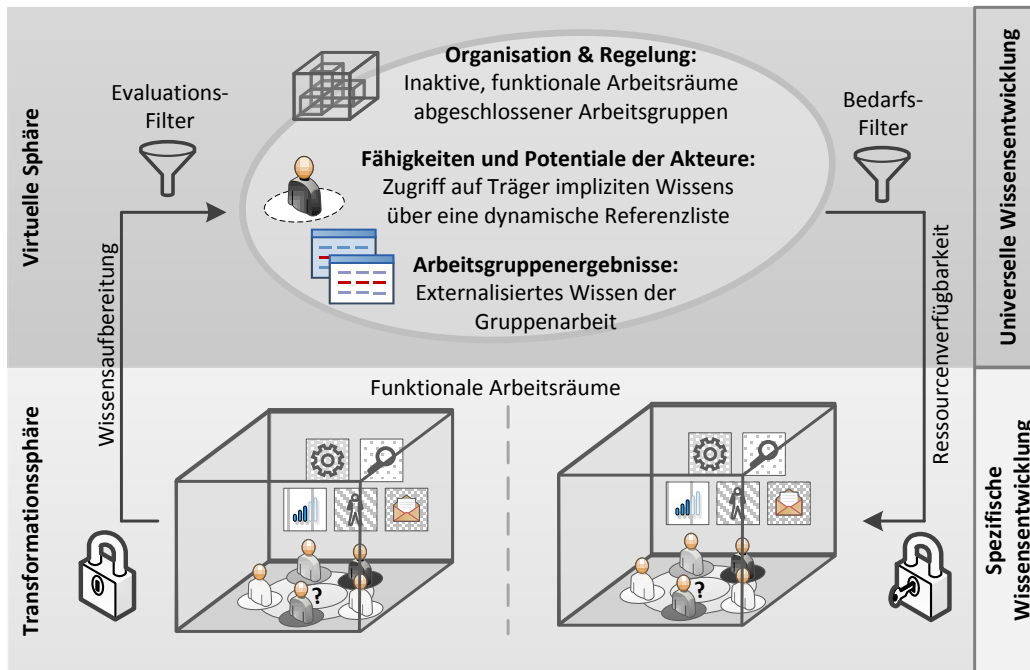 Virtuelle Sphäre
Evaluations-
Filter
Organisation & Regelung:
Inaktive, funktionale Arbeitsräume
abgeschlossener Arbeitsgruppen
Fähigkeiten und Potentiale der Akteure:
Zugriff auf Träger impliziten Wissens
über eine dynamische Referenzliste
Arbeitsgruppenergebnisse:
Externalisiertes Wissen der
Gruppenarbeit
Bedarfs-
Filter
Universelle Wissensentwicklung
Wissensaufbereitung
Ressourcenverfügbarkeit
Transformationssphäre
Funktionale Arbeitsräume
?
?
Spezifische
Wissensentwicklung